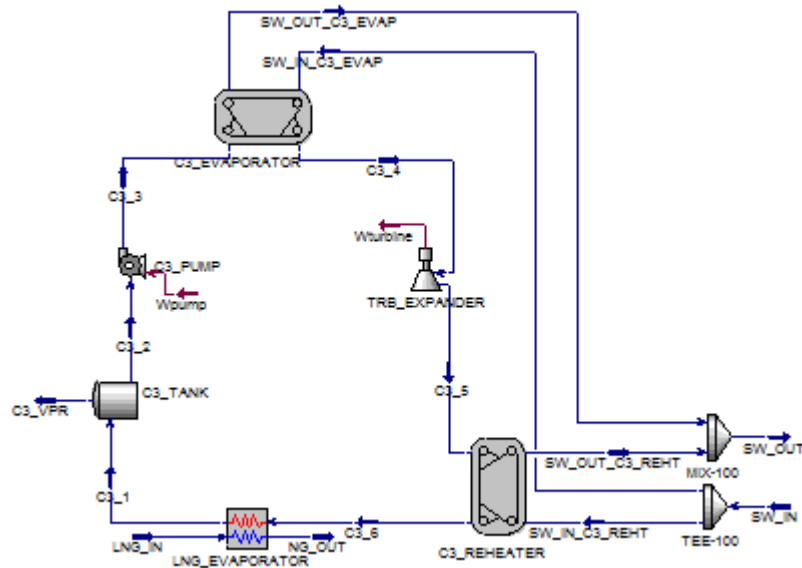 SW_OUT_C3_EVAP
SW_IN_C3_EVAP
C3_EVAPORATOR
C3_4
C3_3
Wturbine
C3_PUMP
Wpump
TRB_EXPANDER
C3_2
C3_TANK
C3_VPR
C3_5
SW_OUT_C3_REHT
MIX-100
SW_OUT
C3_1
C3_6
SW_IN_C3_REHT
SW_IN
TEE-100
LNG_IN
NG_OUT
LNG_EVAPORATOR
C3_REHEATER